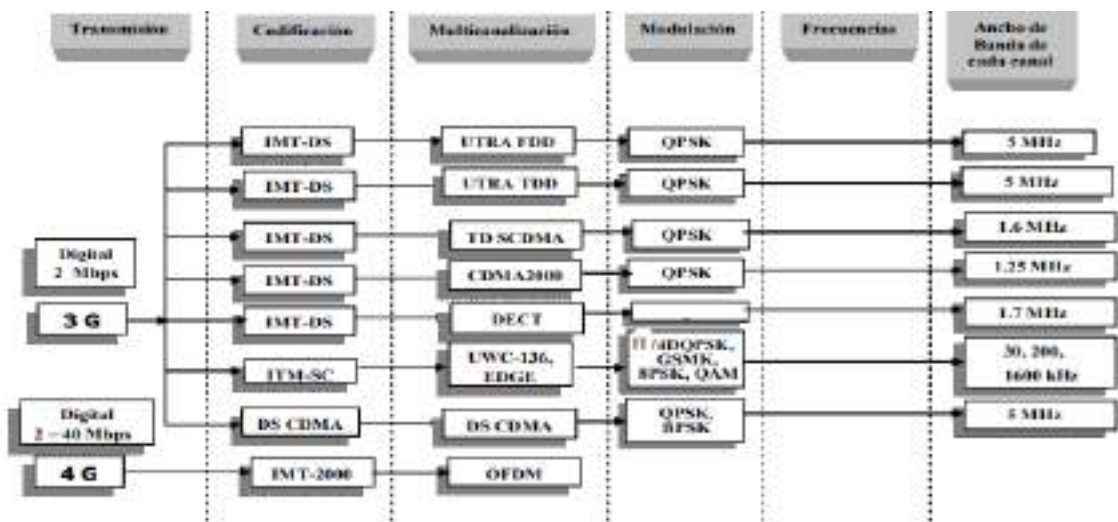 Transmisión
Codificación
Multicanalización
Modulación
Frecuencias
Ancho de
Banda de
cada canal
IMT-DS
UTRA FDD
QPSK
5 MHz
IMT-DS
UTRA TDD
QPSK
5 MHz
IMT-DS
TD SCDMA
QPSK
1.6 MHz
Digital
2 Mbps
IMT-DS
CDMA2000
QPSK
1.25 MHz
3 G
IMT-DS
DECT
1.7 MHz
ITM-SC
UWC-136,
EDGE
GSMK,
8PSK, QAM
30, 200,
1600 kHz
Digital
2 – 40 Mbps
DS CDMA
DS CDMA
QPSK,
BPSK
5 MHz
4 G
IMT-2000
OFDM